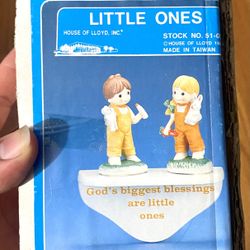 LITTLE ONES
HOUSE OF LLOYD, INC.
STOCK NO. 51-
©HOUSE OF LLOYD 19
MADE IN TAIWAN
God's biggest blessings
are little
ones